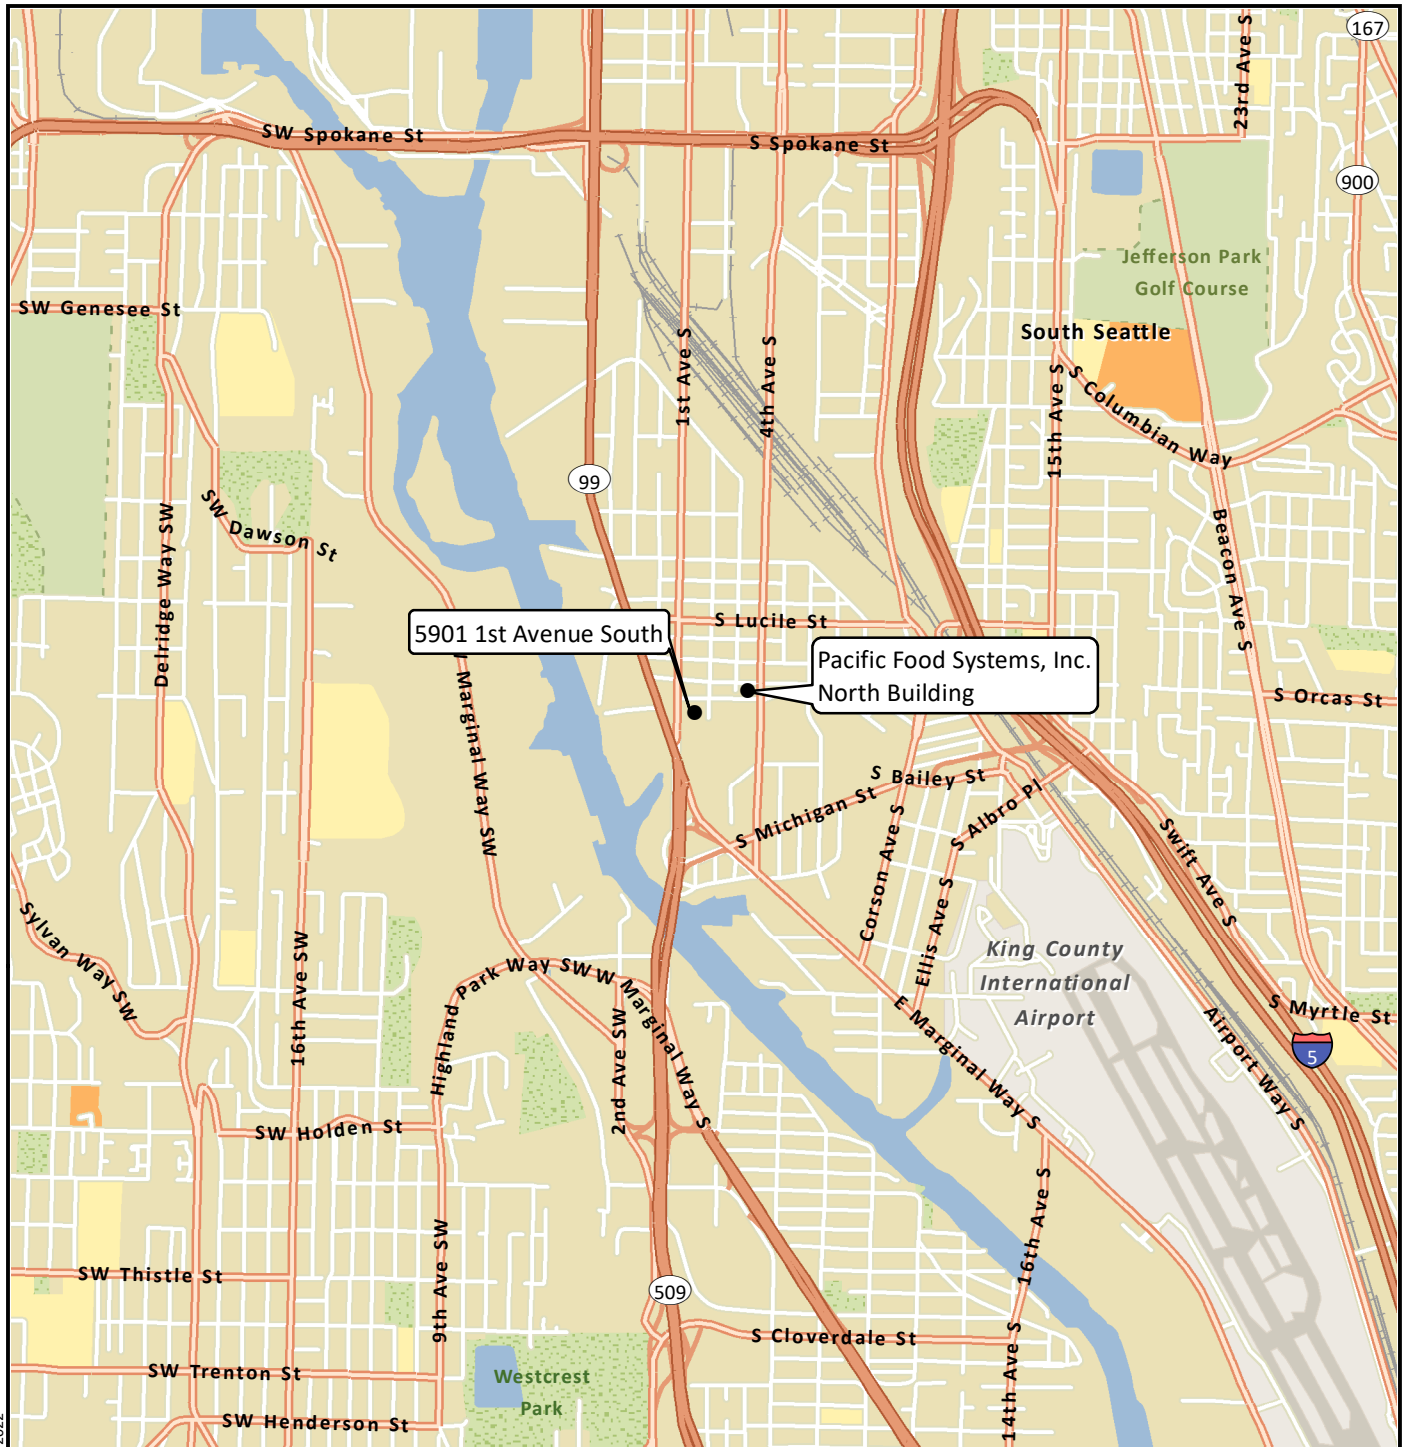 167
23rd Ave S
SW Spokane St
S Spokane St
900
Jefferson Park
Golf Course
SW Genesee St
South Seattle
1st Ave S
4th Ave S
15th Ave S
S Columbian Way
99
SW Dawson St
Delridge Way SW
Beacon Ave S
5901 1st Avenue South
S Lucile St
Pacific Food Systems, Inc.
North Building
S Orcas St
Marginal Way SW
S Bailey St
S Michigan St
S Albro Pl
Corson Ave S
Swift Ave S
Ellis Ave S
Sylvan Way SW
16th Ave SW
King County
International
Airport
Highland Park Way SW
W Marginal Way S
2nd Ave SW
E Marginal Way S
S Myrtle St
Airport Way S
5
SW Holden St
16th Ave S
9th Ave SW
SW Thistle St
509
S Cloverdale St
14th Ave S
SW Trenton St
Westcrest
Park
SW Henderson St